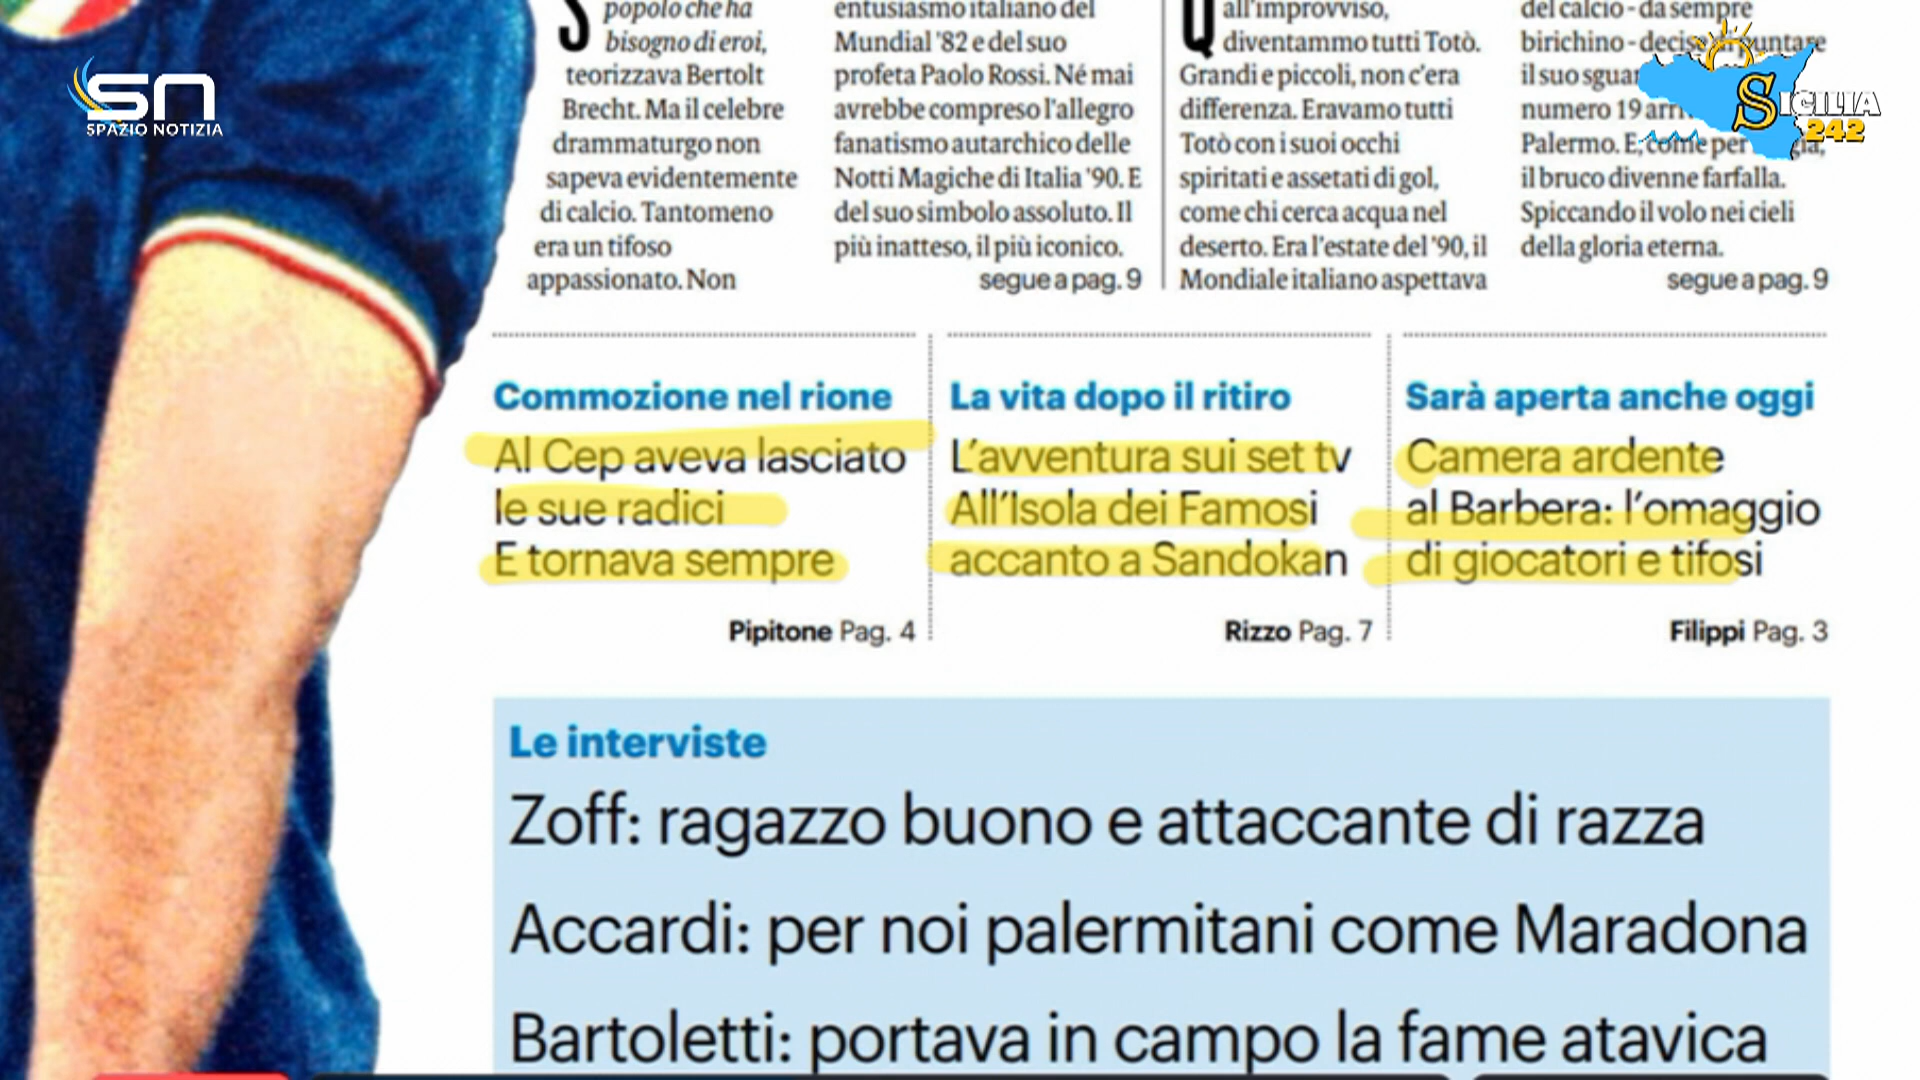 SN
SPAZIO NOTIZIA
SICILIA
242
S popolo che ha
bisogno di eroi,
teorizzava Bertolt
Brecht. Ma il celebre
drammaturgo non
sapeva evidentemente
di calcio. Tantomeno
era un tifoso
appassionato. Non
entusiasmo italiano del
Mundial '82 e del suo
profeta Paolo Rossi. Né mai
avrebbe compreso l'allegro
fanatismo autarchico delle
Notti Magiche di Italia '90. E
del suo simbolo assoluto. Il
più inatteso, il più iconico.
segue a pag. 9
Q all'improvviso,
diventammo tutti Totò.
Grandi e piccoli, non c'era
differenza. Eravamo tutti
Totò con i suoi occhi
spiritati e assetati di gol,
come chi cerca acqua nel
deserto. Era l'estate del '90, il
Mondiale italiano aspettava
del calcio - da sempre
birichino - decise di puntare
il suo
numero 19
Palermo. E, come per
il bruco divenne farfalla.
Spiccando il volo nei cieli
della gloria eterna.
segue a pag. 9
Commozione nel rione
Al Cep aveva lasciato
le sue radici
E tornava sempre
Pipitone Pag. 4
La vita dopo il ritiro
L'avventura sui set tv
All'Isola dei Famosi
accanto a Sandokan
Rizzo Pag. 7
Sarà aperta anche oggi
Camera ardente
al Barbera: l'omaggio
di giocatori e tifosi
Filippi Pag. 3
Le interviste
Zoff: ragazzo buono e attaccante di razza
Accardi: per noi palermitani come Maradona
Bartoletti: portava in campo la fame atavica